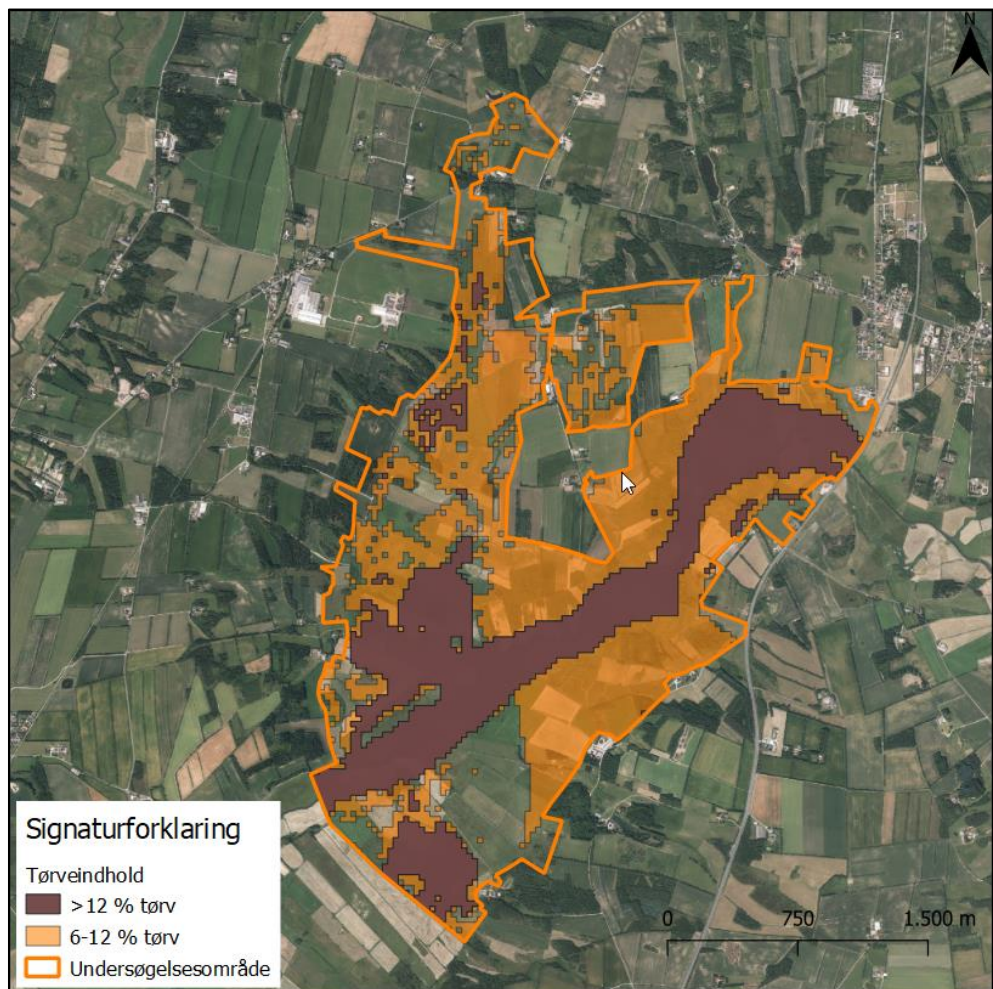 N
Signaturforklaring
Tørveindhold
>12 % tørv
6-12 % tørv
Undersøgelsesområde
0 750 1.500 m